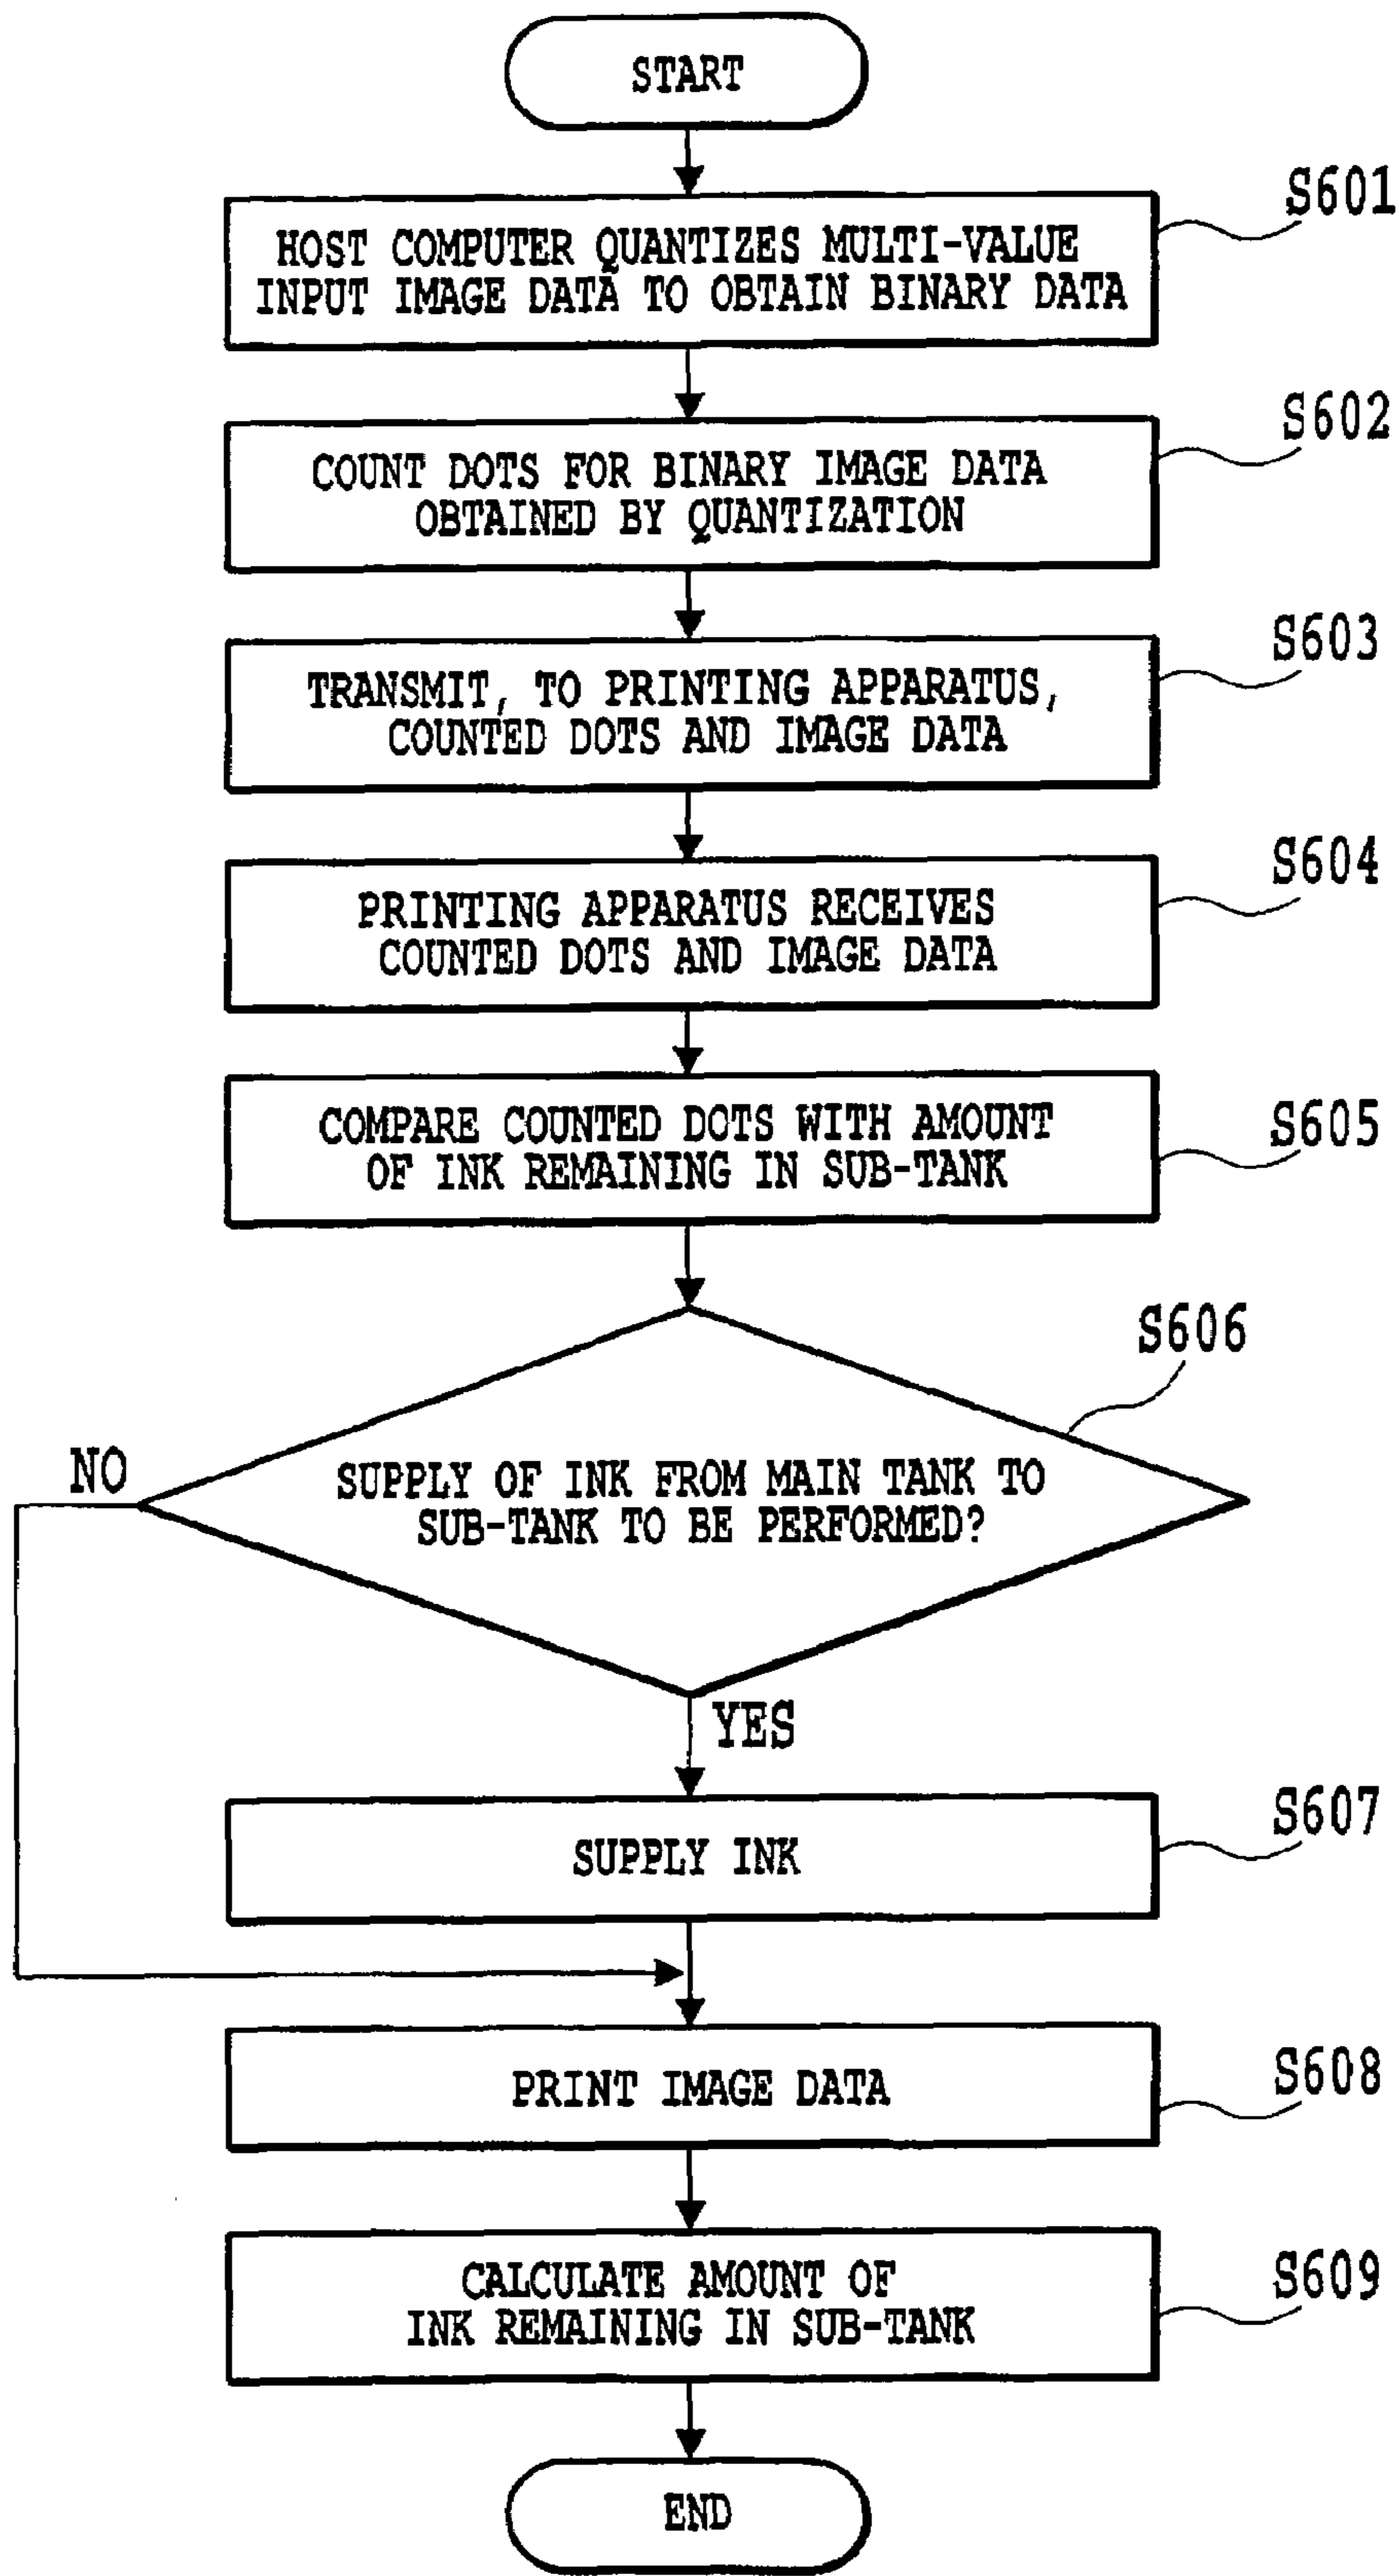 START
S601
HOST COMPUTER QUANTIZES MULTI-VALUE
INPUT IMAGE DATA TO OBTAIN BINARY DATA
S602
COUNT DOTS FOR BINARY IMAGE DATA
OBTAINED BY QUANTIZATION
S603
TRANSMIT, TO PRINTING APPARATUS,
COUNTED DOTS AND IMAGE DATA
S604
PRINTING APPARATUS RECEIVES
COUNTED DOTS AND IMAGE DATA
S605
COMPARE COUNTED DOTS WITH AMOUNT
OF INK REMAINING IN SUB-TANK
S606
NO
SUPPLY OF INK FROM MAIN TANK TO
SUB-TANK TO BE PERFORMED?
YES
S607
SUPPLY INK
S608
PRINT IMAGE DATA
S609
CALCULATE AMOUNT OF
INK REMAINING IN SUB-TANK
END